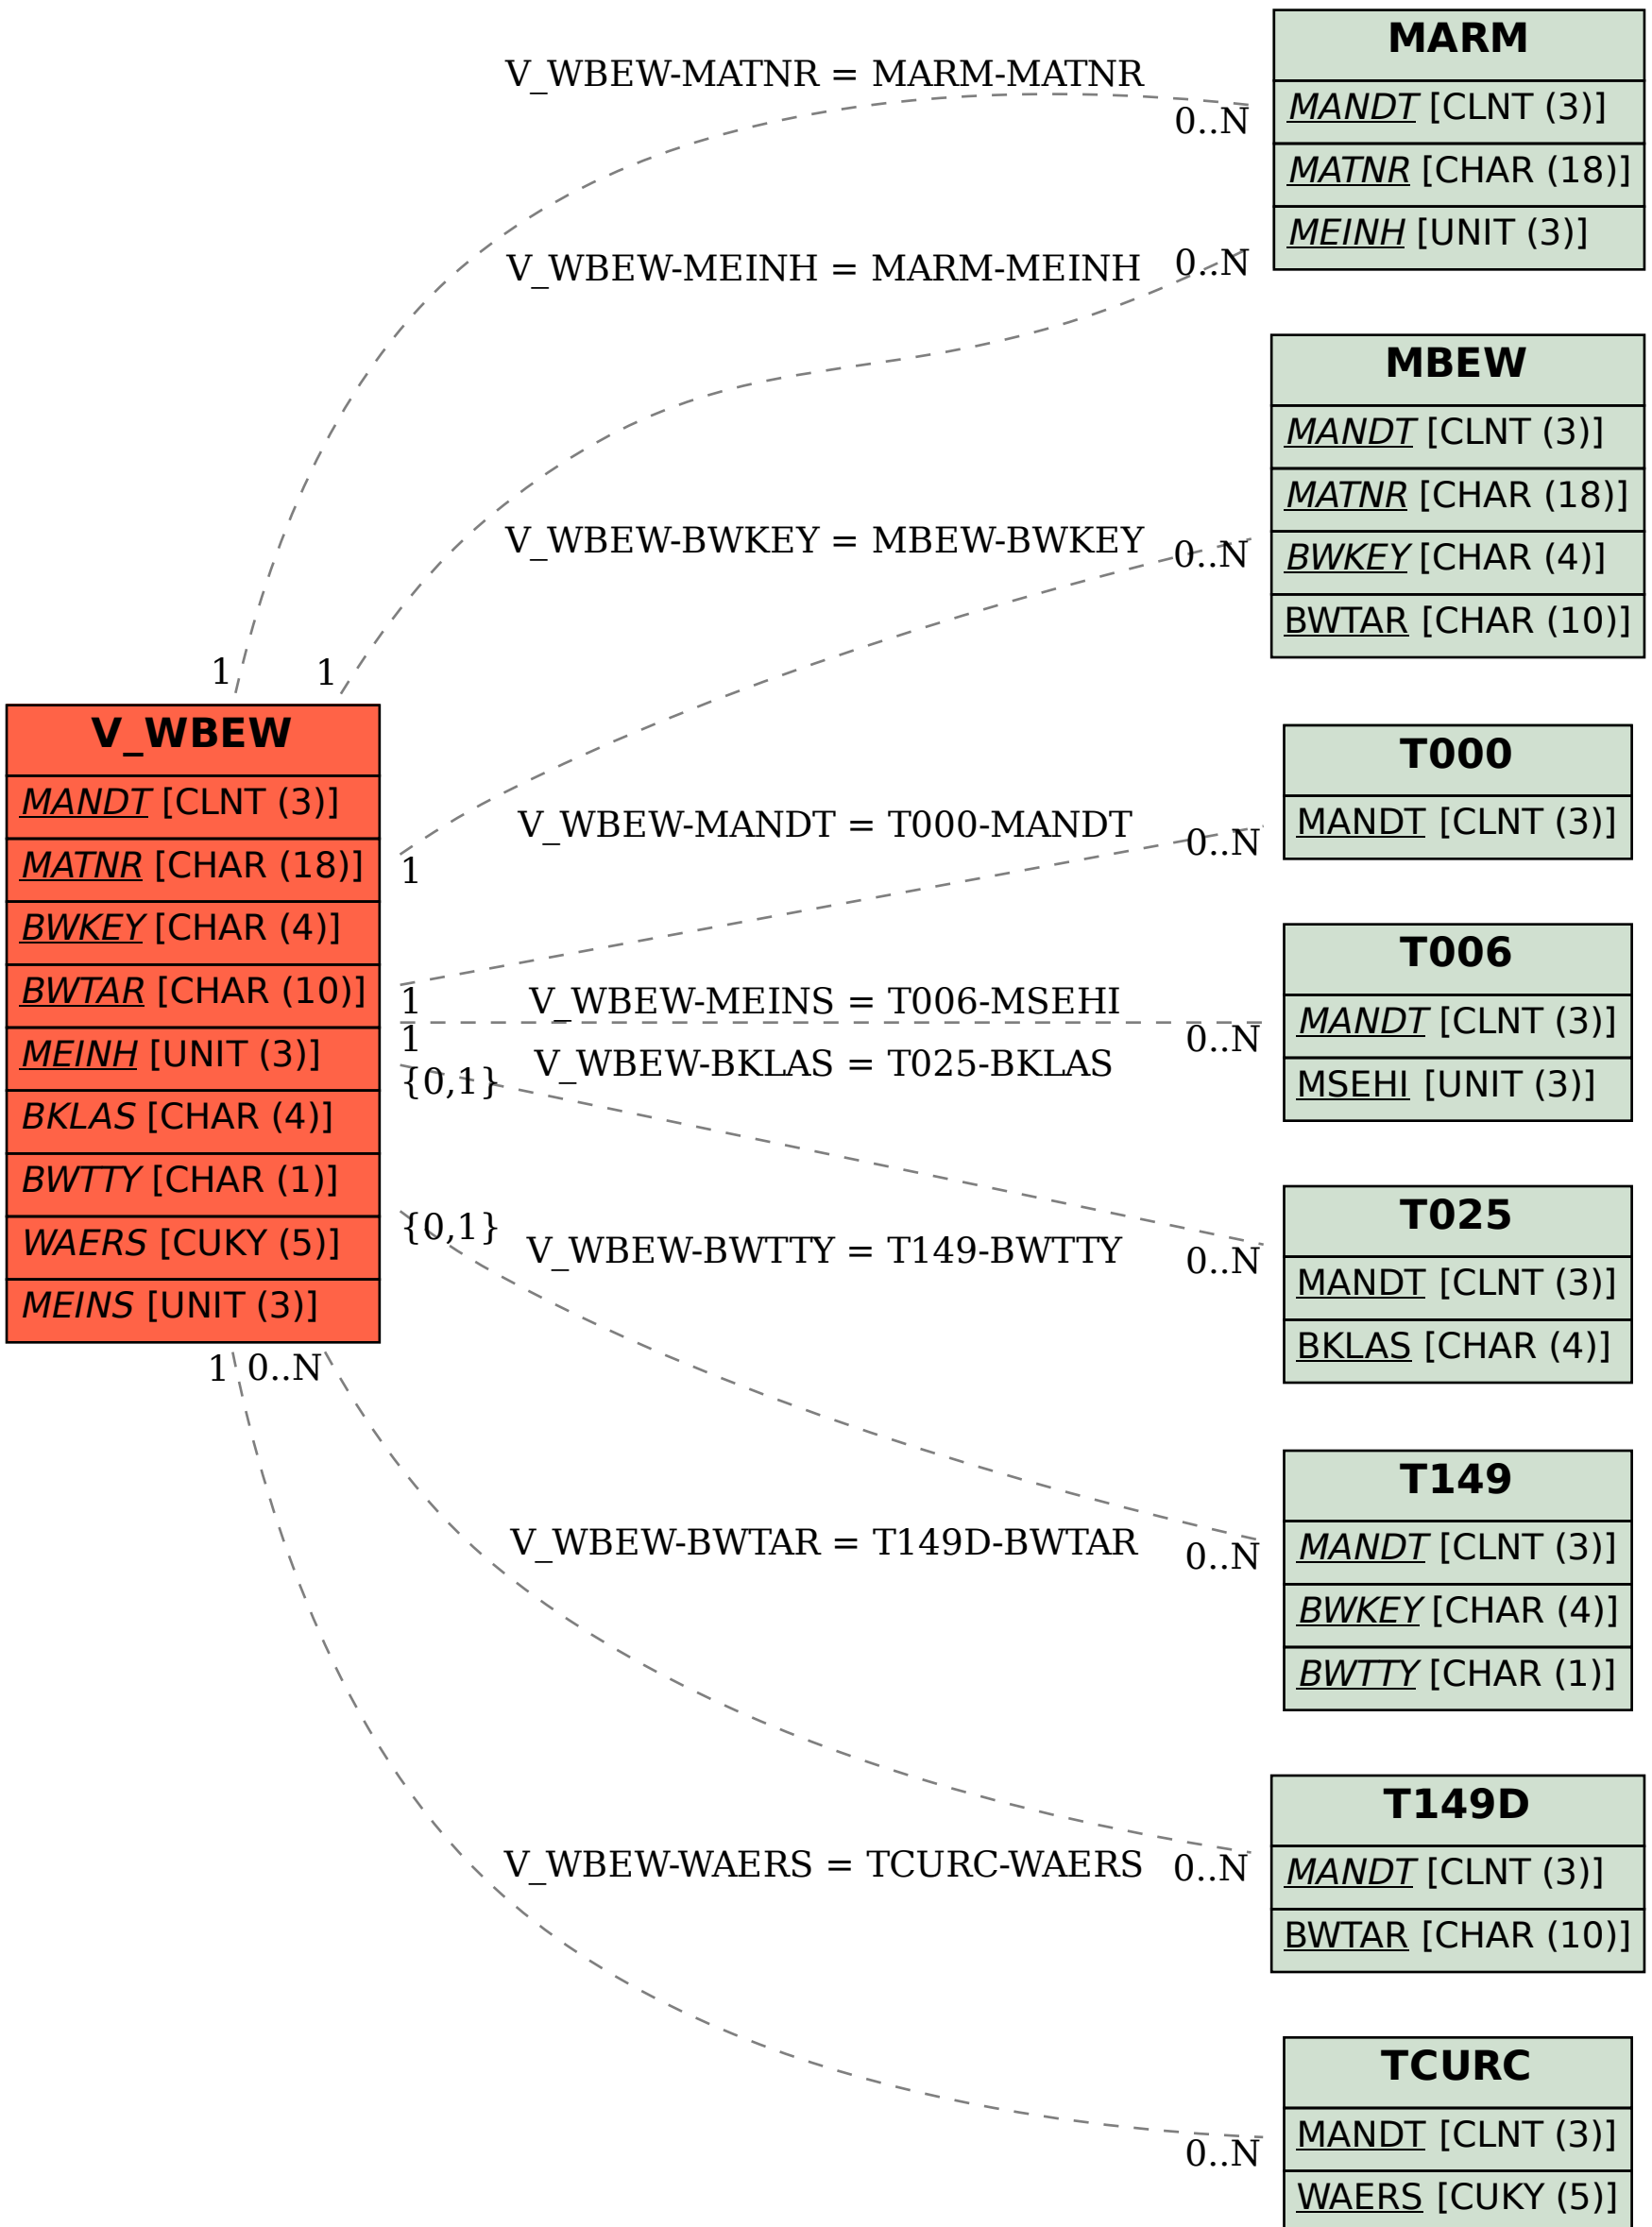 MARM
MANDT [CLNT (3)]
MATNR [CHAR (18)]
MEINH [UNIT (3)]
V_WBEW-MATNR = MARM-MATNR
0..N
1
V_WBEW-MEINH = MARM-MEINH
0..N
1
MBEW
MANDT [CLNT (3)]
MATNR [CHAR (18)]
BWKEY [CHAR (4)]
BWTAR [CHAR (10)]
V_WBEW-BWKEY = MBEW-BWKEY
0..N
1
V_WBEW
MANDT [CLNT (3)]
MATNR [CHAR (18)]
BWKEY [CHAR (4)]
BWTAR [CHAR (10)]
MEINH [UNIT (3)]
BKLAS [CHAR (4)]
BWTTY [CHAR (1)]
WAERS [CUKY (5)]
MEINS [UNIT (3)]
T000
MANDT [CLNT (3)]
V_WBEW-MANDT = T000-MANDT
0..N
1
T006
MANDT [CLNT (3)]
MSEHI [UNIT (3)]
V_WBEW-MEINS = T006-MSEHI
0..N
1
V_WBEW-BKLAS = T025-BKLAS
{0,1}
0..N
T025
MANDT [CLNT (3)]
BKLAS [CHAR (4)]
{0,1}
V_WBEW-BWTTY = T149-BWTTY
0..N
T149
MANDT [CLNT (3)]
BWKEY [CHAR (4)]
BWTTY [CHAR (1)]
1
0..N
V_WBEW-BWTAR = T149D-BWTAR
0..N
T149D
MANDT [CLNT (3)]
BWTAR [CHAR (10)]
V_WBEW-WAERS = TCURC-WAERS
0..N
TCURC
MANDT [CLNT (3)]
WAERS [CUKY (5)]